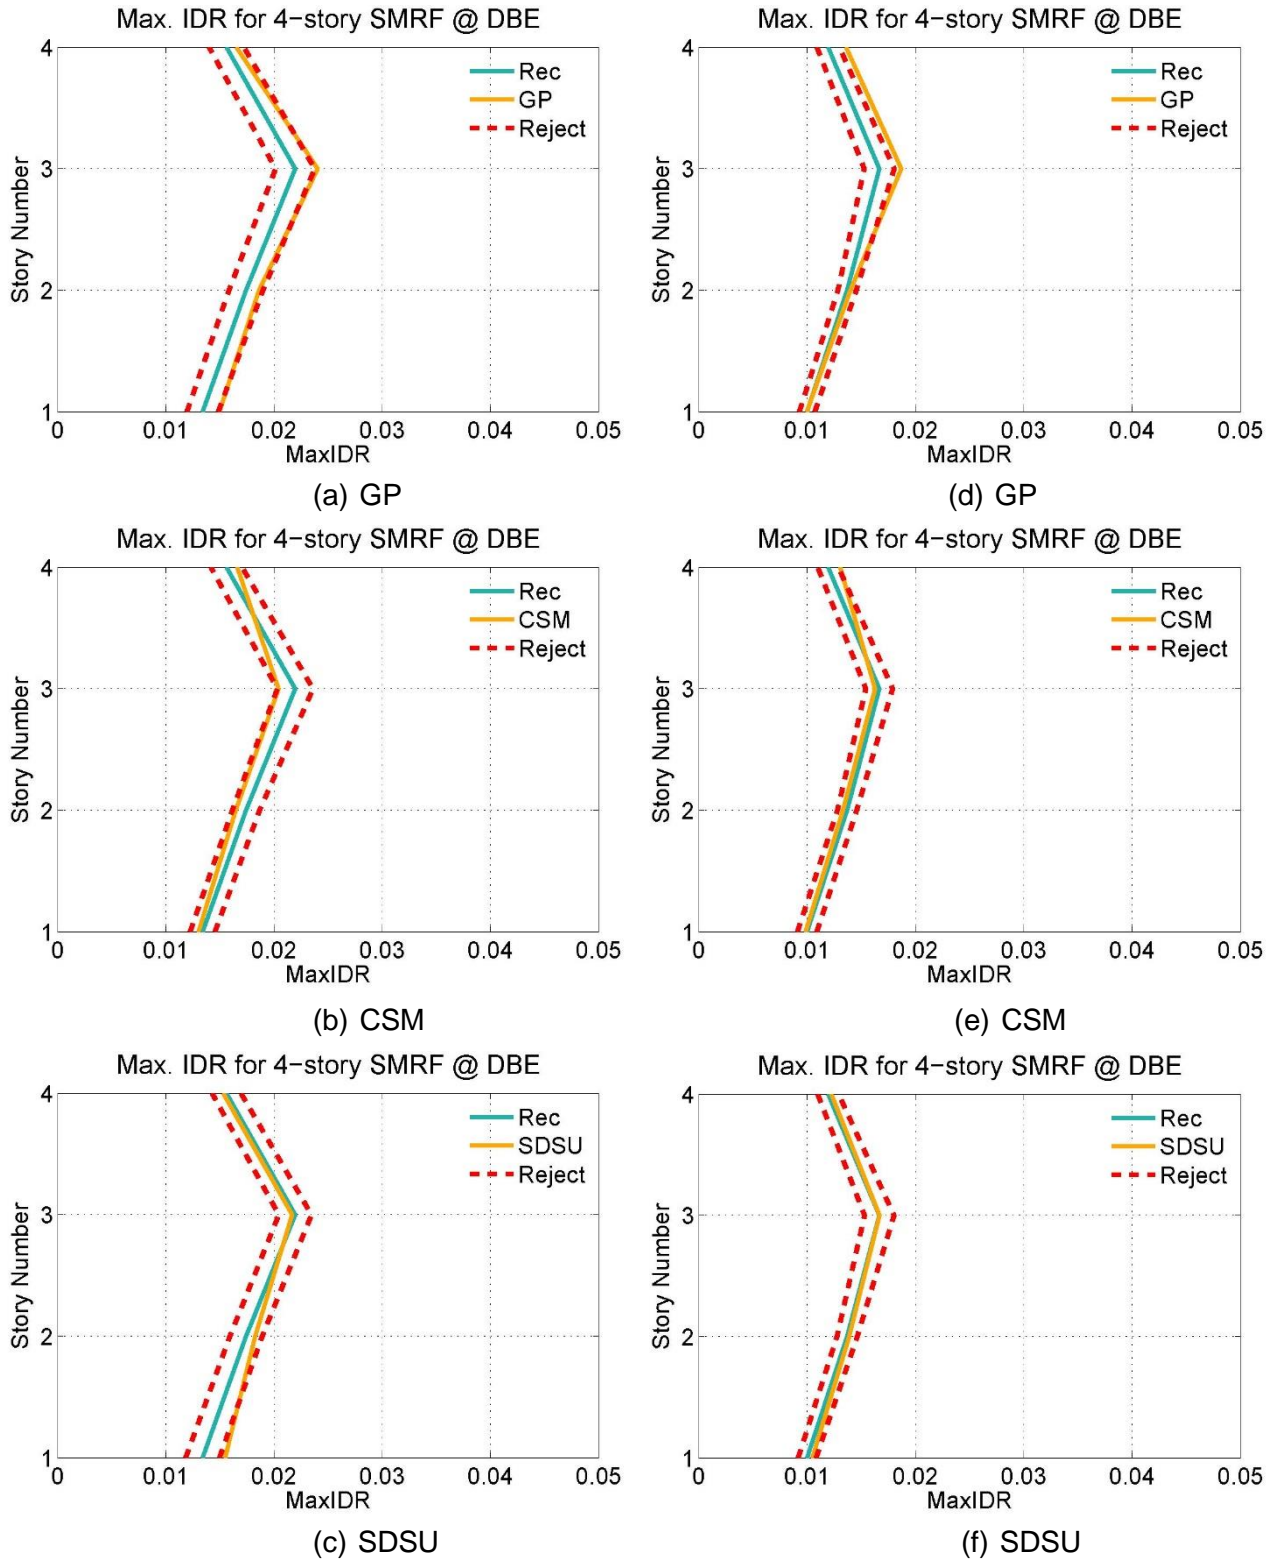 Max. IDR for 4−story SMRF @ DBE
4
3
2
1
Story Number
Rec
GP
Reject
0 0.01 0.02 0.03 0.04 0.05
MaxIDR
(a) GP
Max. IDR for 4−story SMRF @ DBE
4
3
2
1
Story Number
Rec
GP
Reject
0 0.01 0.02 0.03 0.04 0.05
MaxIDR
(d) GP
Max. IDR for 4−story SMRF @ DBE
4
3
2
1
Story Number
Rec
CSM
Reject
0 0.01 0.02 0.03 0.04 0.05
MaxIDR
(b) CSM
Max. IDR for 4−story SMRF @ DBE
4
3
2
1
Story Number
Rec
CSM
Reject
0 0.01 0.02 0.03 0.04 0.05
MaxIDR
(e) CSM
Max. IDR for 4−story SMRF @ DBE
4
3
2
1
Story Number
Rec
SDSU
Reject
0 0.01 0.02 0.03 0.04 0.05
MaxIDR
(c) SDSU
Max. IDR for 4−story SMRF @ DBE
4
3
2
1
Story Number
Rec
SDSU
Reject
0 0.01 0.02 0.03 0.04 0.05
MaxIDR
(f) SDSU